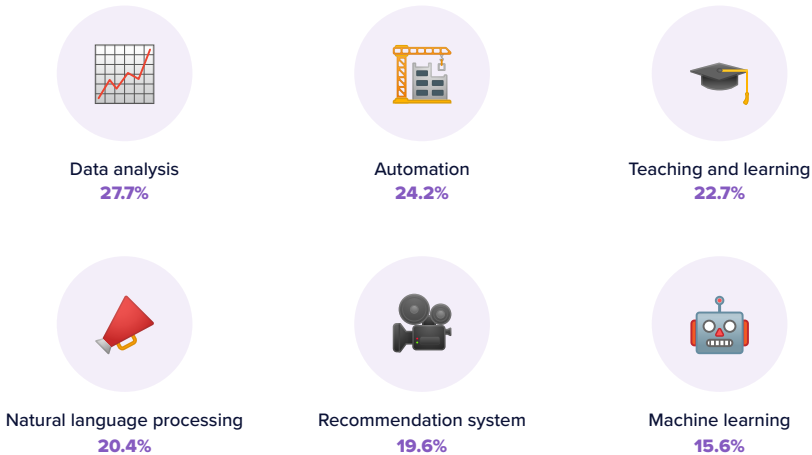 Data analysis
27.7%
Automation
24.2%
Teaching and learning
22.7%
Natural language processing
20.4%
Recommendation system
19.6%
Machine learning
15.6%